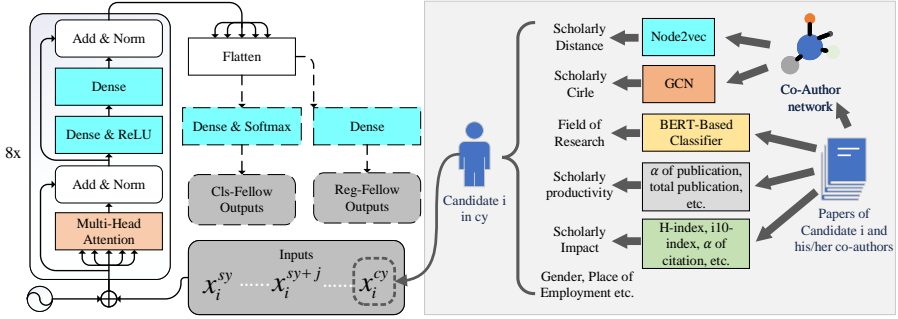 8x
Add & Norm
Dense
Dense & ReLU
Add & Norm
Multi-Head
Attention
Flatten
Dense & Softmax
Dense
Cls-Fellow
Outputs
Reg-Fellow
Outputs
Inputs
x_i^{sy} ...... x_i^{sy+j} ...... x_i^{cy}
Candidate i
in cy
Scholarly
Distance
Scholarly
Cirle
Field of
Research
Scholarly
productivity
Scholarly
Impact
Gender, Place of
Employment etc.
Node2vec
GCN
BERT-Based
Classifier
α of publication,
total publication,
etc.
H-index, i10-
index, α of
citation, etc.
Co-Author
network
Papers of
Candidate i and
his/her co-authors